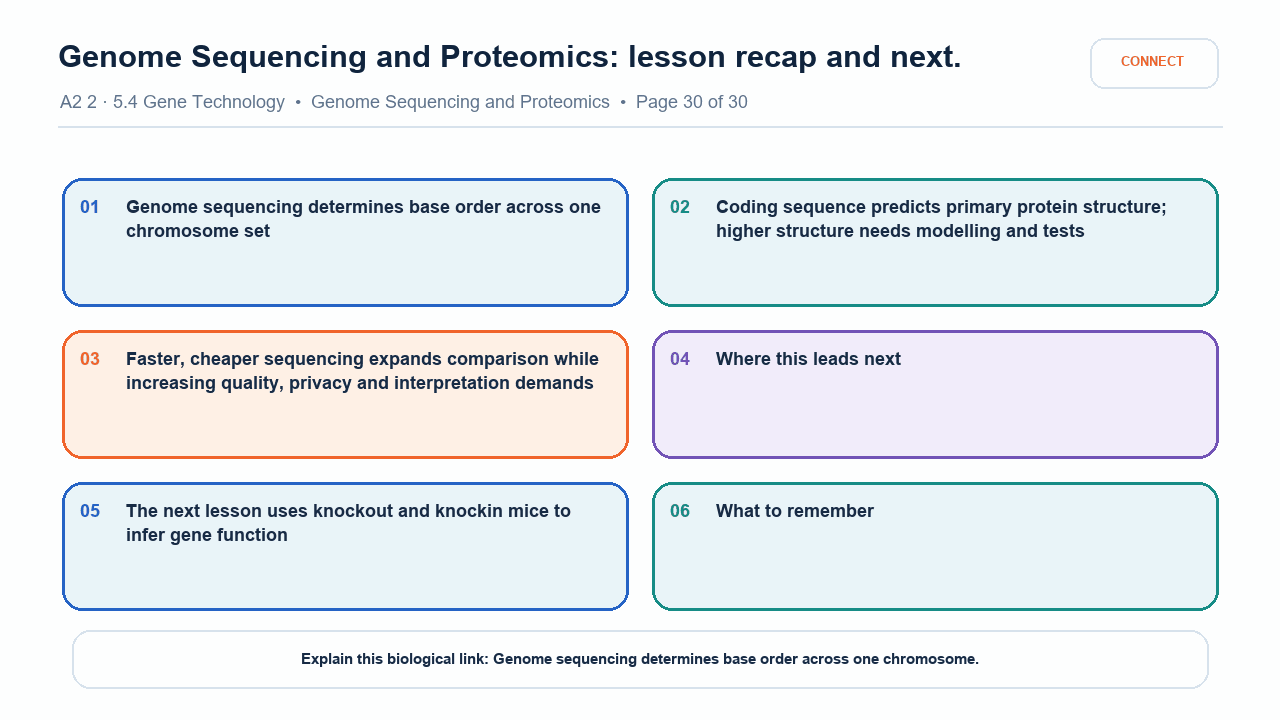 Genome Sequencing and Proteomics: lesson recap and next.
CONNECT
A2 2 · 5.4 Gene Technology • Genome Sequencing and Proteomics • Page 30 of 30
01 Genome sequencing determines base order across one
chromosome set
02 Coding sequence predicts primary protein structure;
higher structure needs modelling and tests
03 Faster, cheaper sequencing expands comparison while
increasing quality, privacy and interpretation demands
04 Where this leads next
05 The next lesson uses knockout and knockin mice to
infer gene function
06 What to remember
Explain this biological link: Genome sequencing determines base order across one chromosome.